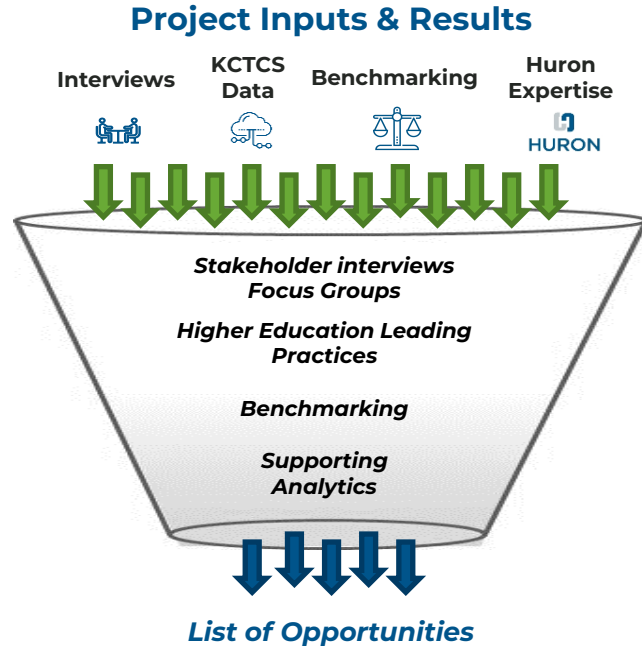 Project Inputs & Results
Interviews
KCTCS
Data
Benchmarking
Huron
Expertise
HURON
Stakeholder interviews
Focus Groups
Higher Education Leading
Practices
Benchmarking
Supporting
Analytics
List of Opportunities